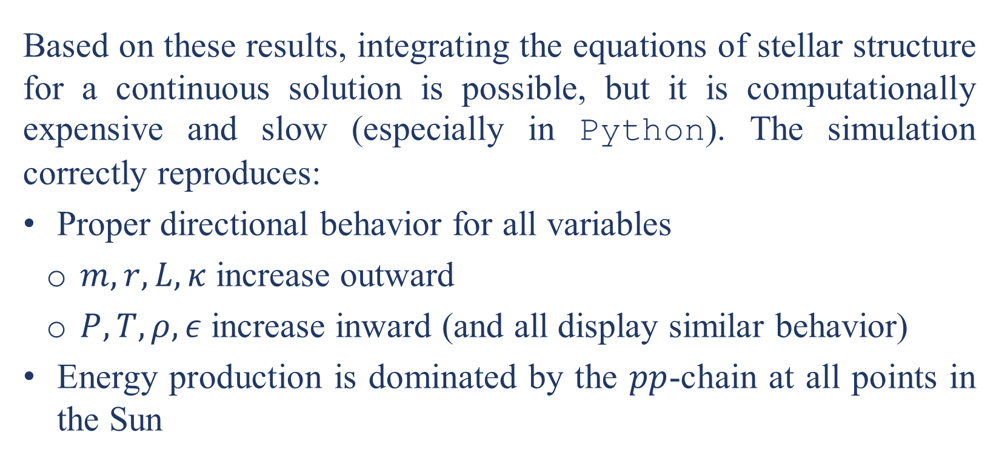 Based on these results, integrating the equations of stellar structure
for a continuous solution is possible, but it is computationally
expensive and slow (especially in Python). The simulation
correctly reproduces:
• Proper directional behavior for all variables
○ 𝑚, 𝑟, 𝐿, 𝜅 increase outward
○ 𝑃, 𝑇, 𝜌, 𝜖 increase inward (and all display similar behavior)
• Energy production is dominated by the 𝑝𝑝-chain at all points in
the Sun